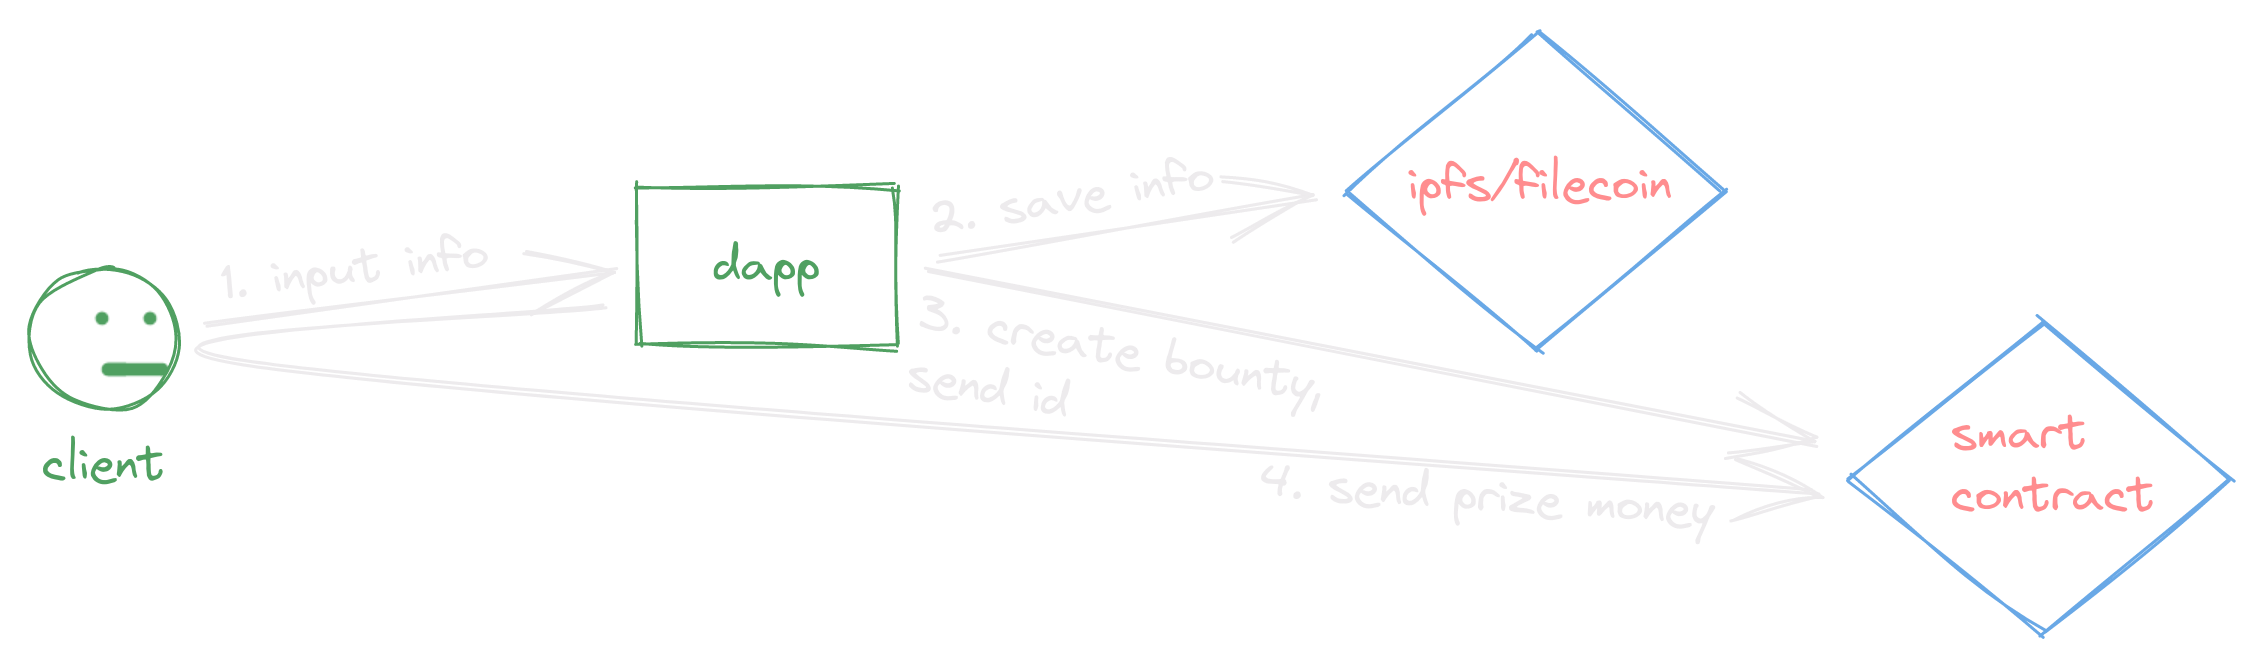 1. input info
client
dapp
2. save info
3. create bounty,
send id
4. send prize money
ipfs/filecoin
smart
contract